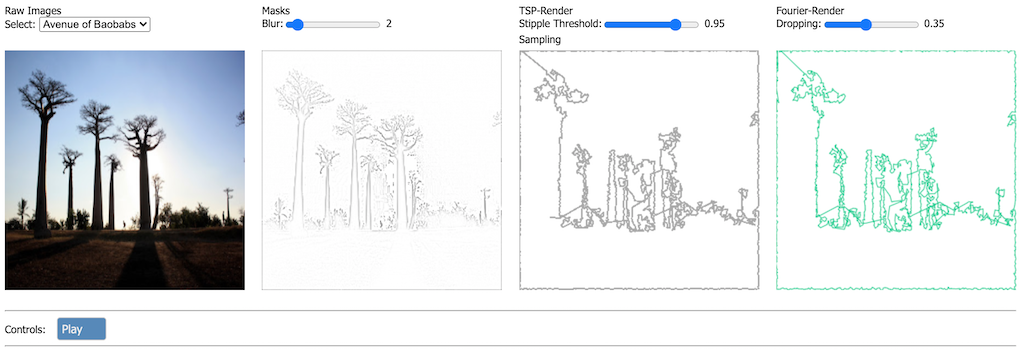 Raw Images
Select: Avenue of Baobabs
Masks
Blur: 2
TSP-Render
Stipple Threshold: 0.95
Sampling
Fourier-Render
Dropping: 0.35
Controls: Play